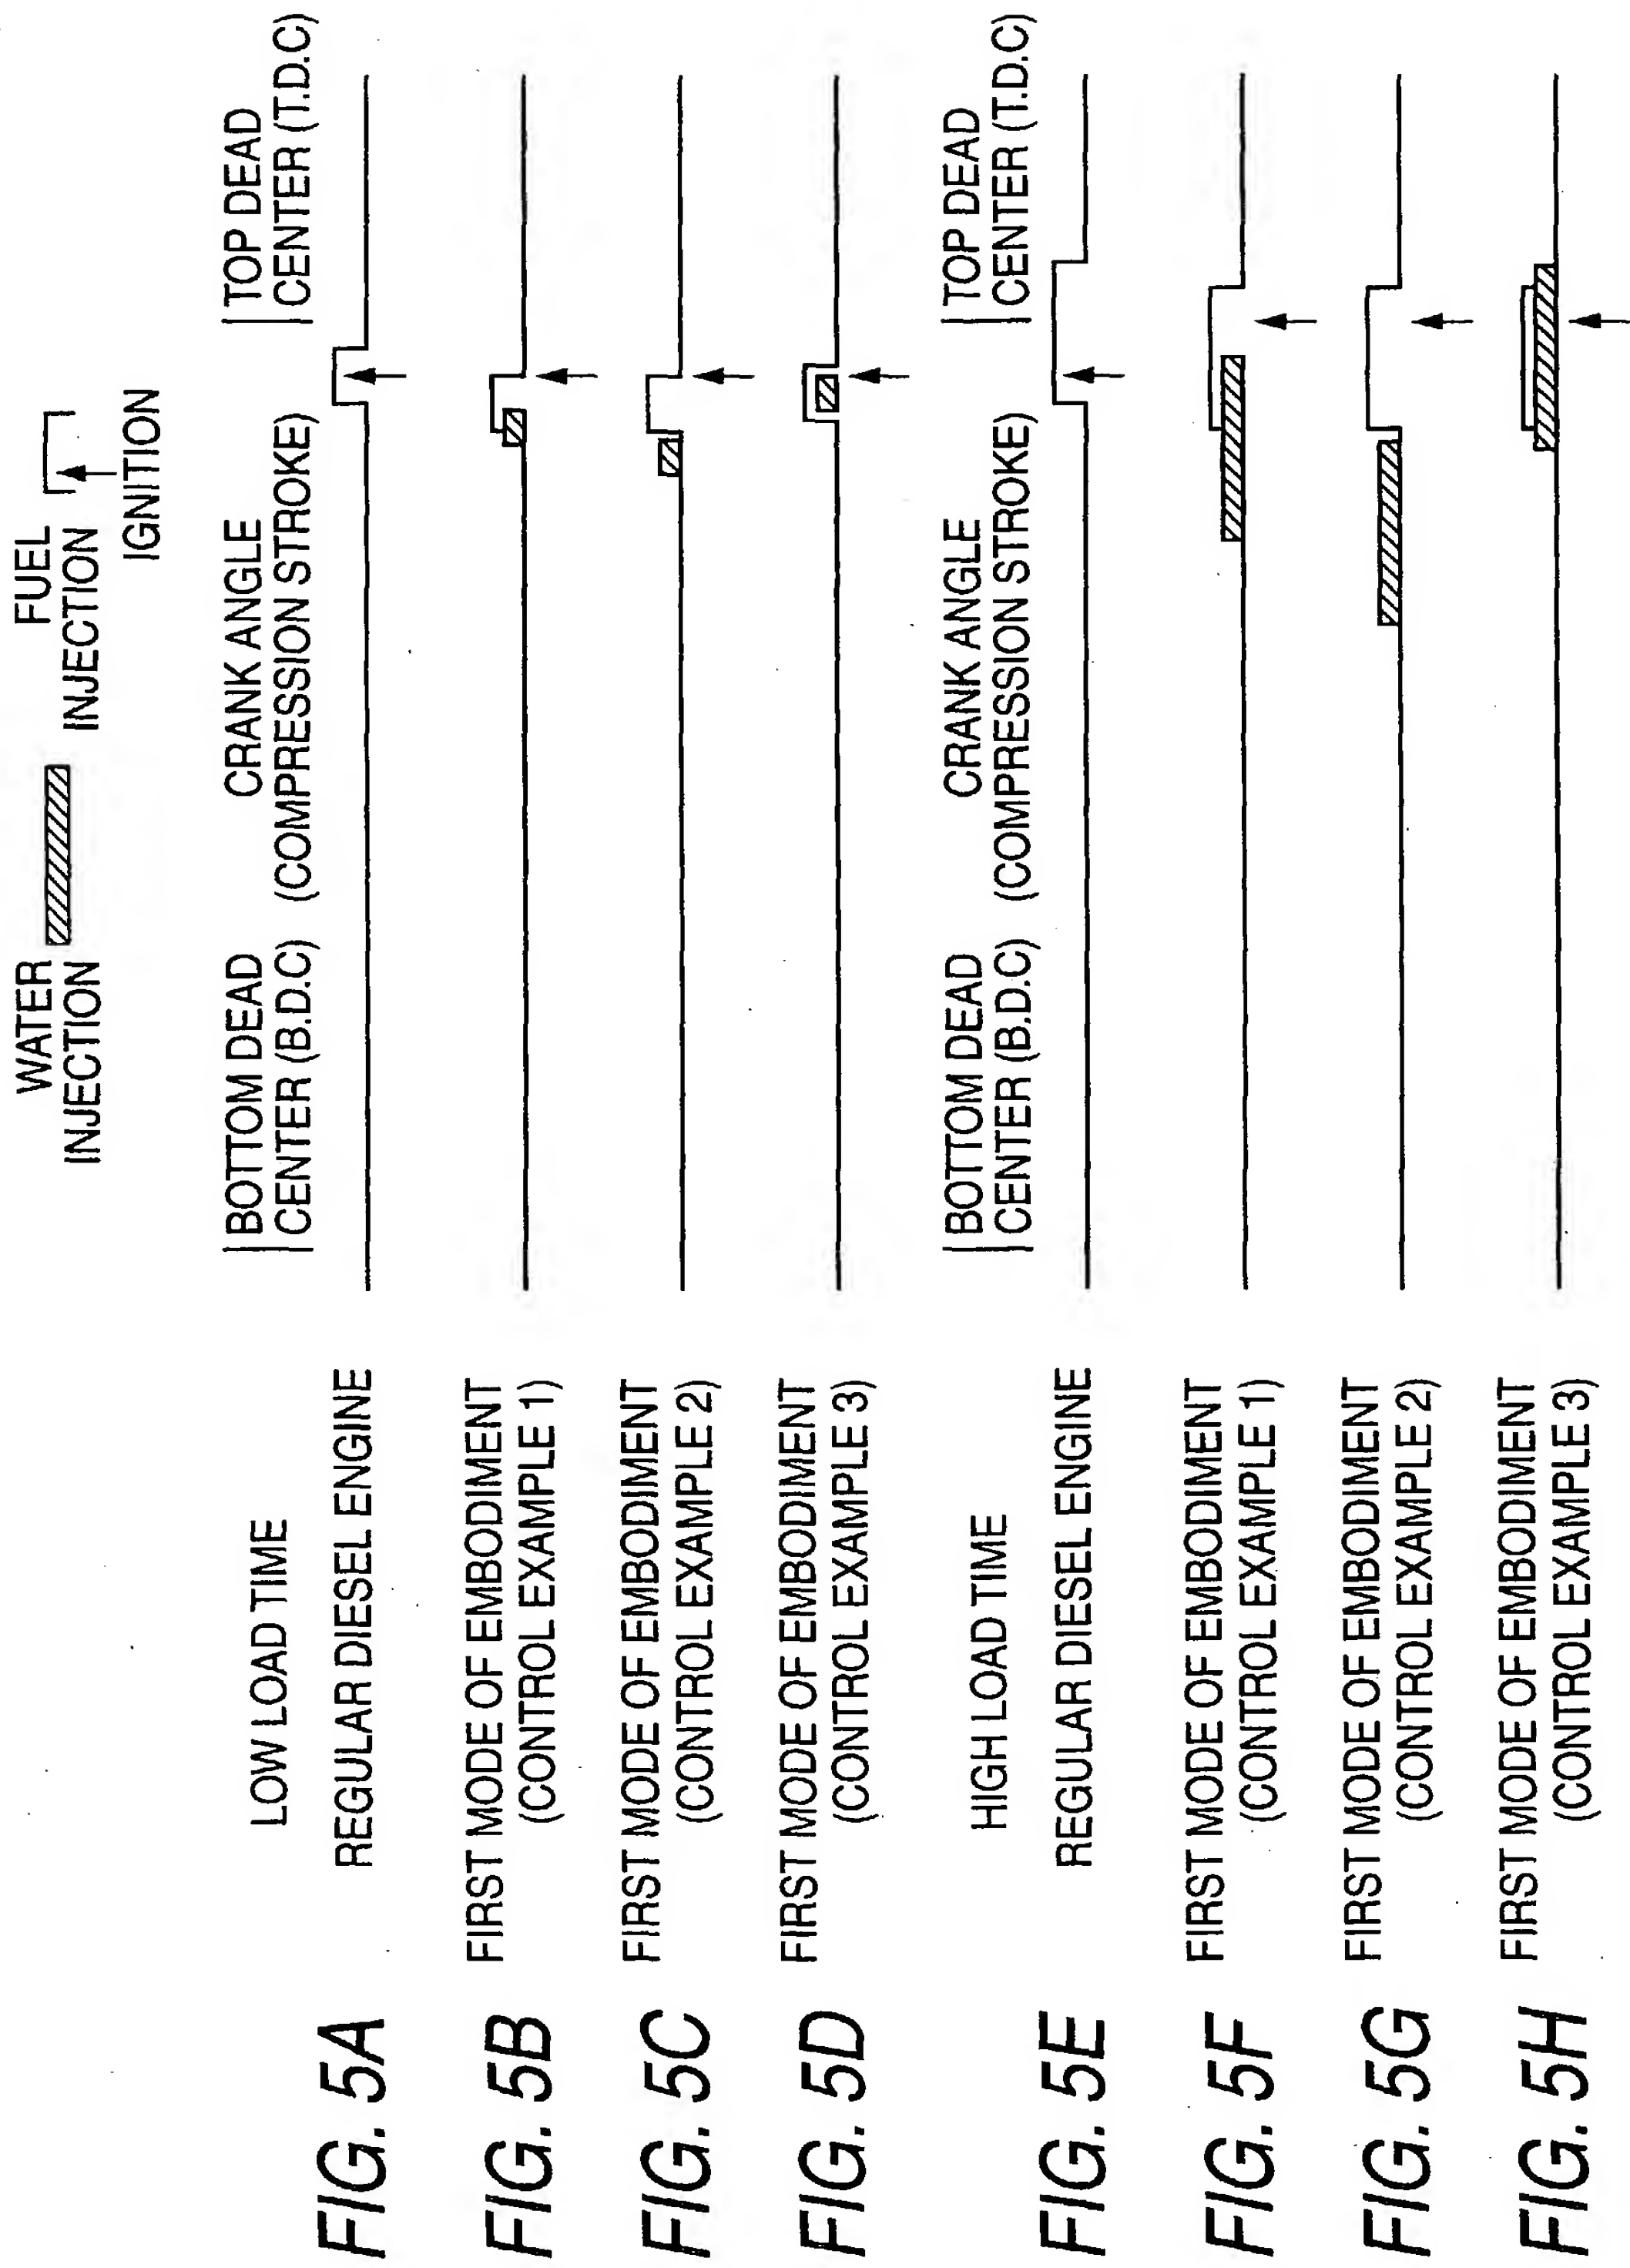 WATER
INJECTION
FUEL
INJECTION
IGNITION
LOW LOAD TIME
BOTTOM DEAD
CENTER (B.D.C)
CRANK ANGLE
(COMPRESSION STROKE)
TOP DEAD
CENTER (T.D.C)
FIG. 5A
REGULAR DIESEL ENGINE
FIG. 5B
FIRST MODE OF EMBODIMENT
(CONTROL EXAMPLE 1)
FIG. 5C
FIRST MODE OF EMBODIMENT
(CONTROL EXAMPLE 2)
FIG. 5D
FIRST MODE OF EMBODIMENT
(CONTROL EXAMPLE 3)
HIGH LOAD TIME
BOTTOM DEAD
CENTER (B.D.C)
CRANK ANGLE
(COMPRESSION STROKE)
TOP DEAD
CENTER (T.D.C)
FIG. 5E
REGULAR DIESEL ENGINE
FIG. 5F
FIRST MODE OF EMBODIMENT
(CONTROL EXAMPLE 1)
FIG. 5G
FIRST MODE OF EMBODIMENT
(CONTROL EXAMPLE 2)
FIG. 5H
FIRST MODE OF EMBODIMENT
(CONTROL EXAMPLE 3)